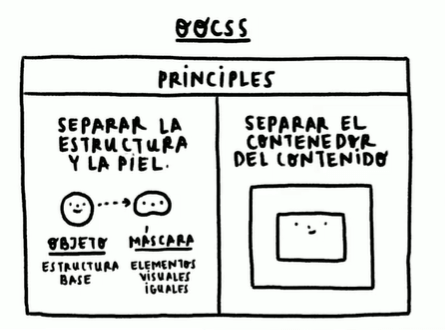 OOCSS
PRINCIPLES
SEPARAR LA
ESTRUCTURA
Y LA PIEL.
OBJETO
ESTRUCTURA
BASE
MÁSCARA
ELEMENTOS
VISUALES
IGUALES
SEPARAR EL
CONTENEDOR
DEL CONTENIDO